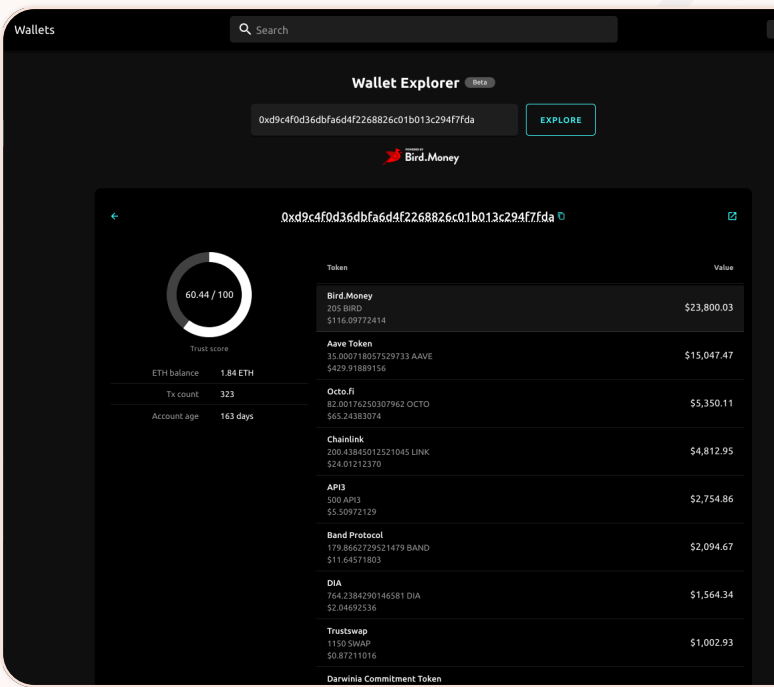 Wallets
Search
Wallet Explorer Beta
0xd9c4f0d36dbfa6d4f2268826c01b013c294f7fda EXPLORE
POWERED BY
Bird.Money
0xd9c4f0d36dbfa6d4f2268826c01b013c294f7fda
60.44 / 100
Trust score
ETH balance 1.84 ETH
Tx count 323
Account age 163 days
Token Value
Bird.Money
205 BIRD
$116.09772414
$23,800.03
Aave Token
35.000718057529733 AAVE
$429.91889156
$15,047.47
Octo.fi
82.00176250307962 OCTO
$65.24383074
$5,350.11
Chainlink
200.43845012521045 LINK
$24.01212370
$4,812.95
API3
500 API3
$5.50972129
$2,754.86
Band Protocol
179.8662729521479 BAND
$11.64571803
$2,094.67
DIA
764.2384290146581 DIA
$2.04692536
$1,564.34
Trustswap
1150 SWAP
$0.87211016
$1,002.93
Darwinia Commitment Token